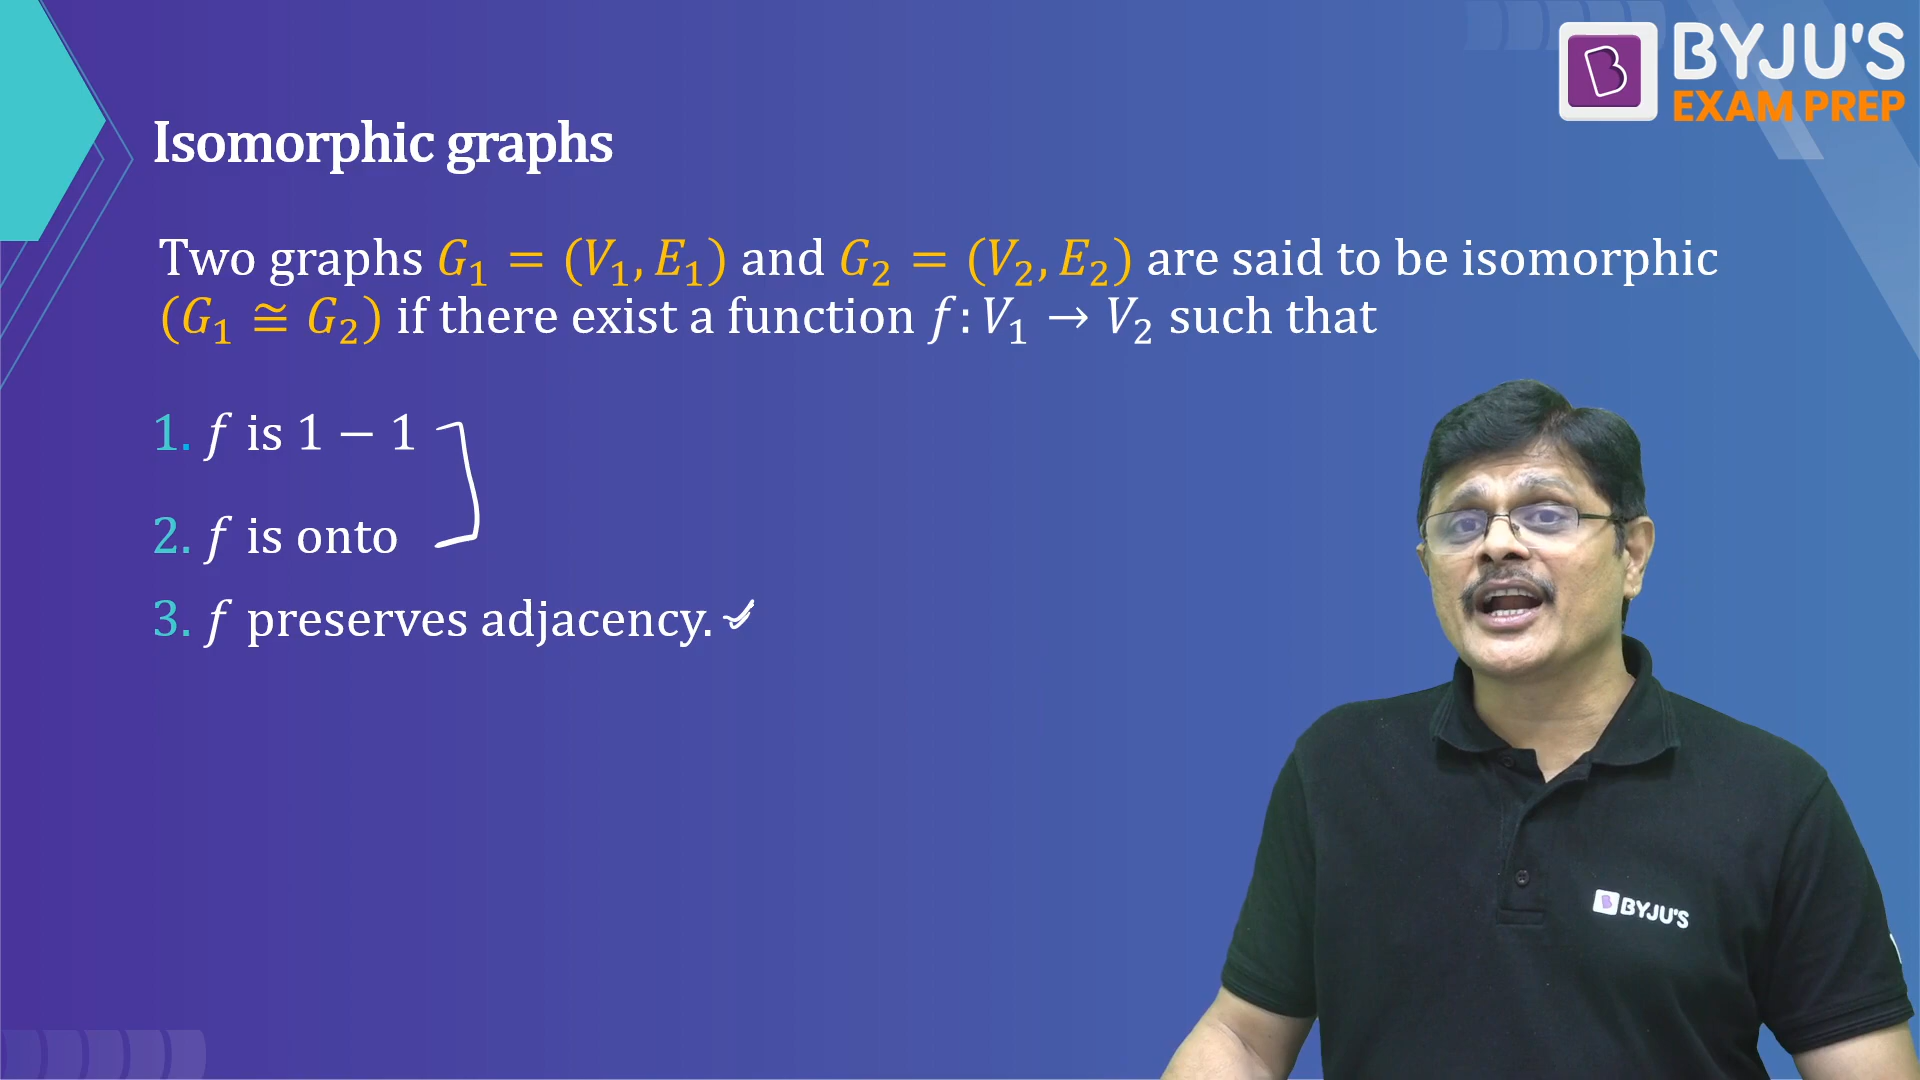 BYJU'S
EXAM PREP
Isomorphic graphs
Two graphs G₁ = (V₁, E₁) and G₂ = (V₂, E₂) are said to be isomorphic
(G₁ ≅ G₂) if there exist a function f: V₁ → V₂ such that
1. f is 1 − 1
2. f is onto
3. f preserves adjacency.
BYJU'S